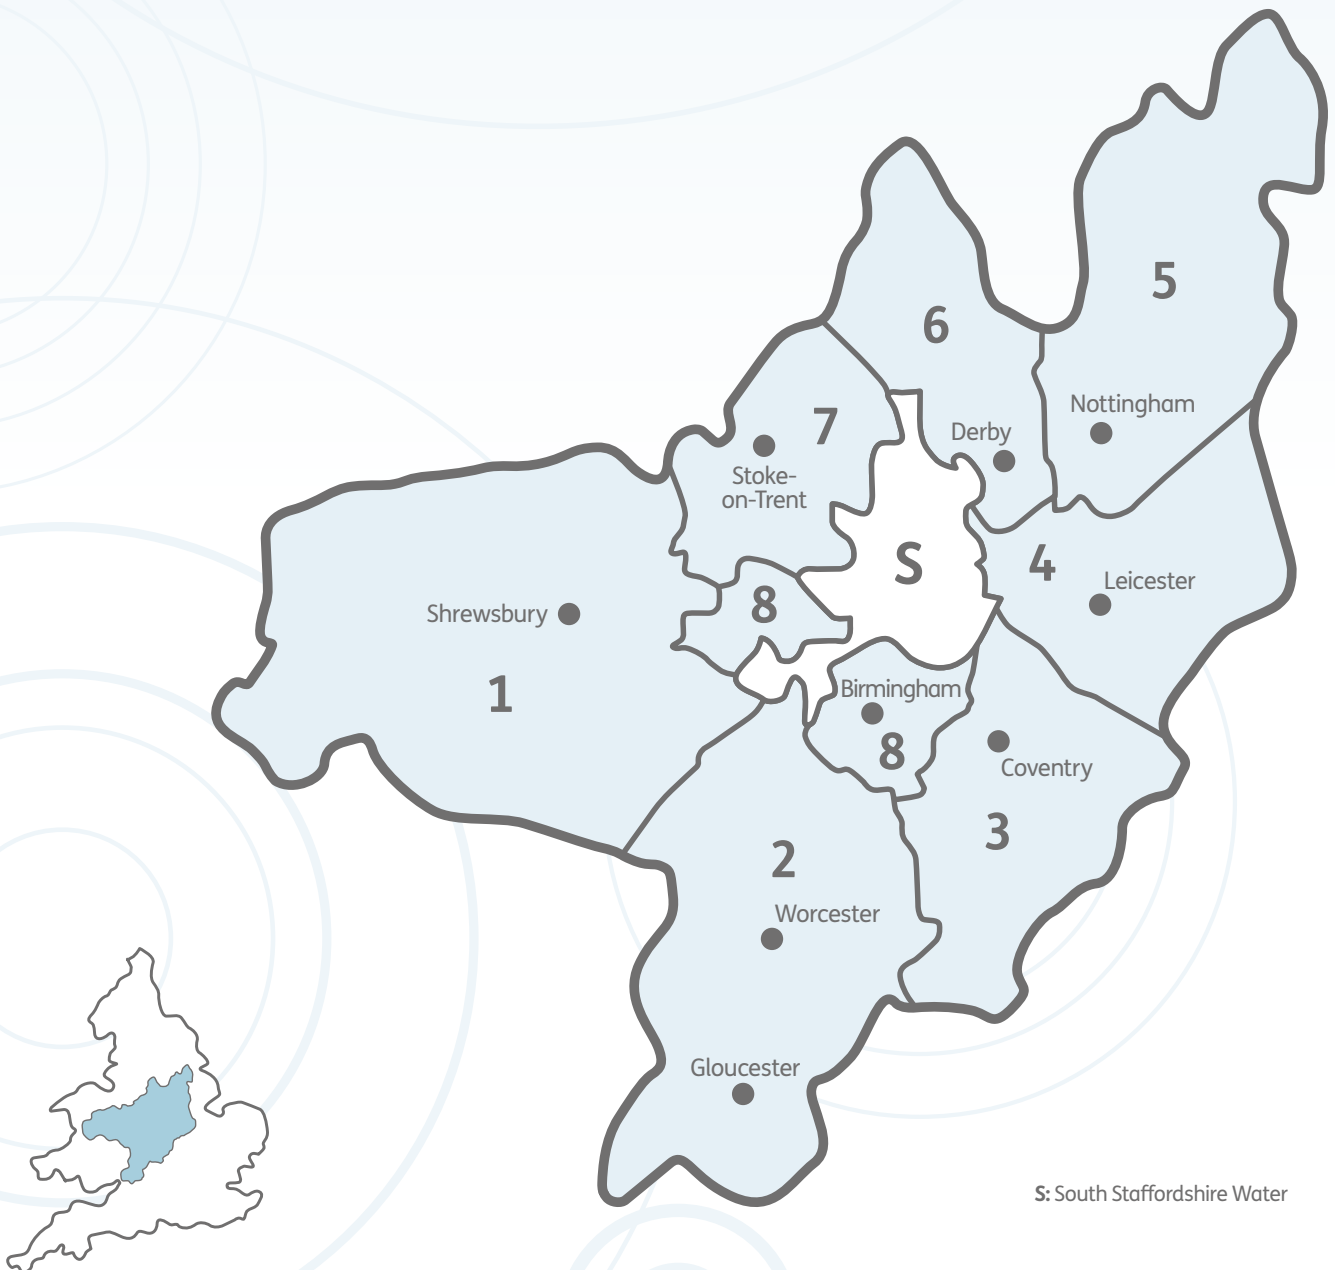 5
6
Nottingham
7
Derby
Stoke-
on-Trent
S
4
Leicester
8
Shrewsbury
1
Birmingham
8
Coventry
3
2
Worcester
Gloucester
S: South Staffordshire Water